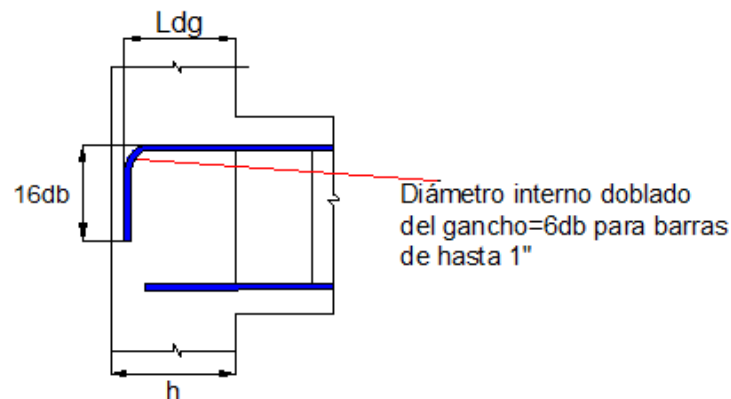 Ldg
16db
Diámetro interno doblado
del gancho=6db para barras
de hasta 1"
h